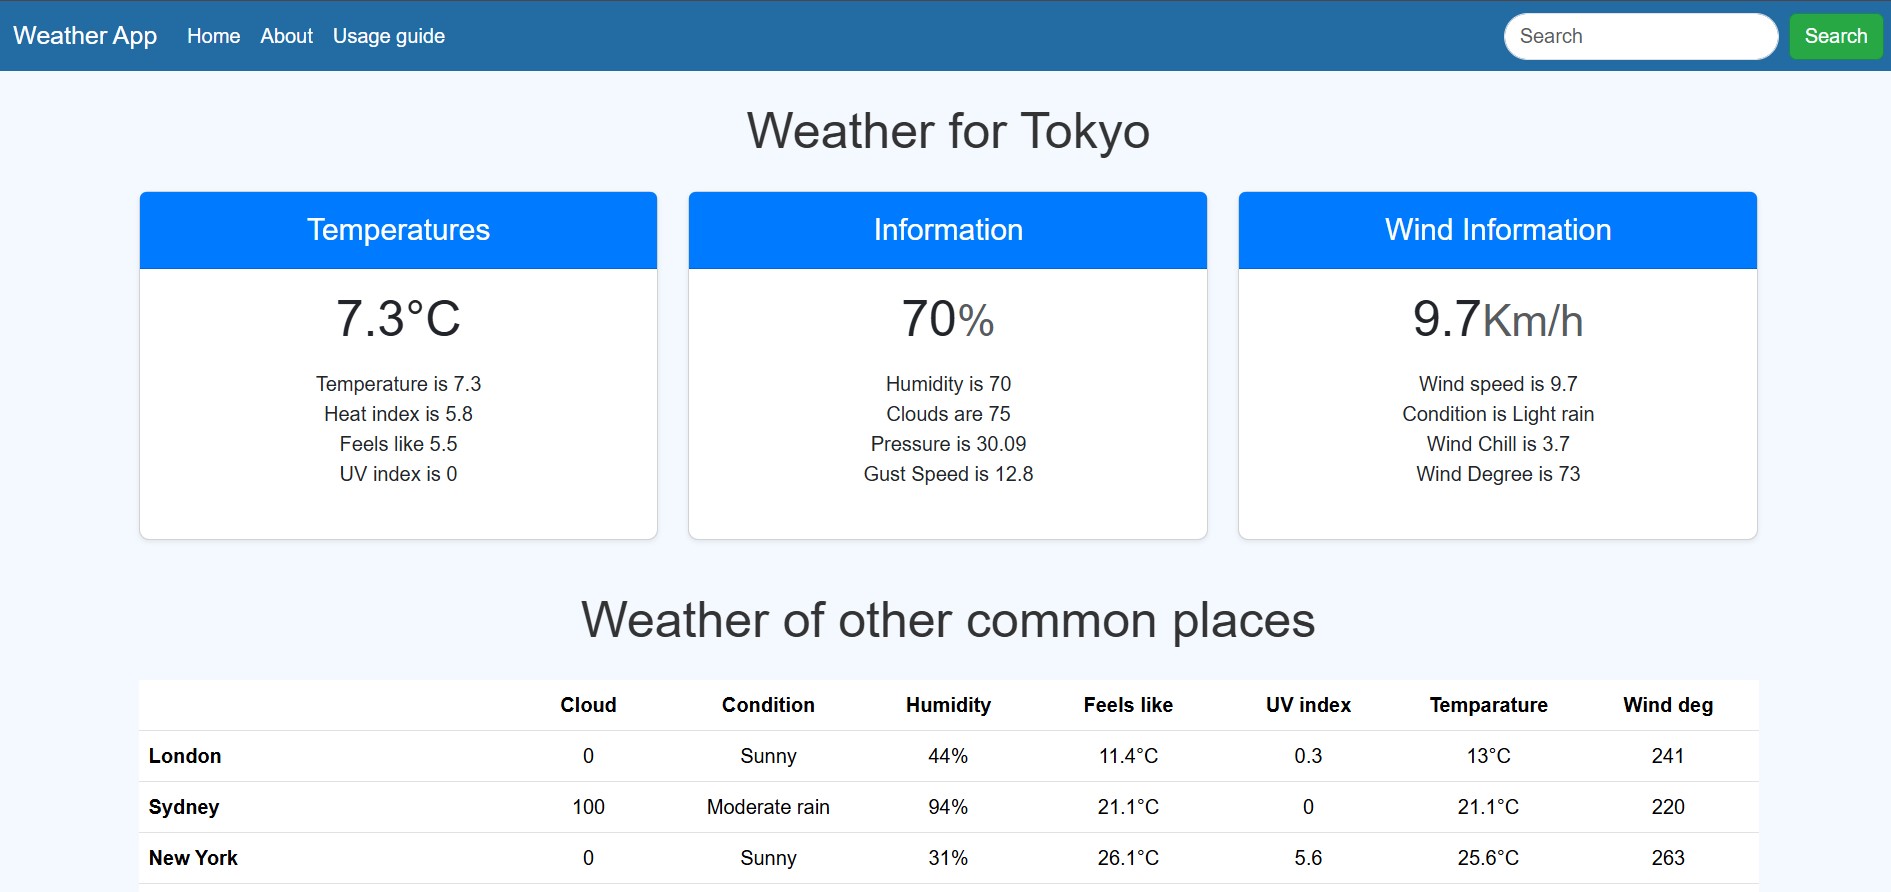 Weather App Home About Usage guide Search Search
Weather for Tokyo
Temperatures
7.3°C
Temperature is 7.3
Heat index is 5.8
Feels like 5.5
UV index is 0
Information
70%
Humidity is 70
Clouds are 75
Pressure is 30.09
Gust Speed is 12.8
Wind Information
9.7Km/h
Wind speed is 9.7
Condition is Light rain
Wind Chill is 3.7
Wind Degree is 73
Weather of other common places
Cloud Condition Humidity Feels like UV index Temparature Wind deg
London 0 Sunny 44% 11.4°C 0.3 13°C 241
Sydney 100 Moderate rain 94% 21.1°C 0 21.1°C 220
New York 0 Sunny 31% 26.1°C 5.6 25.6°C 263